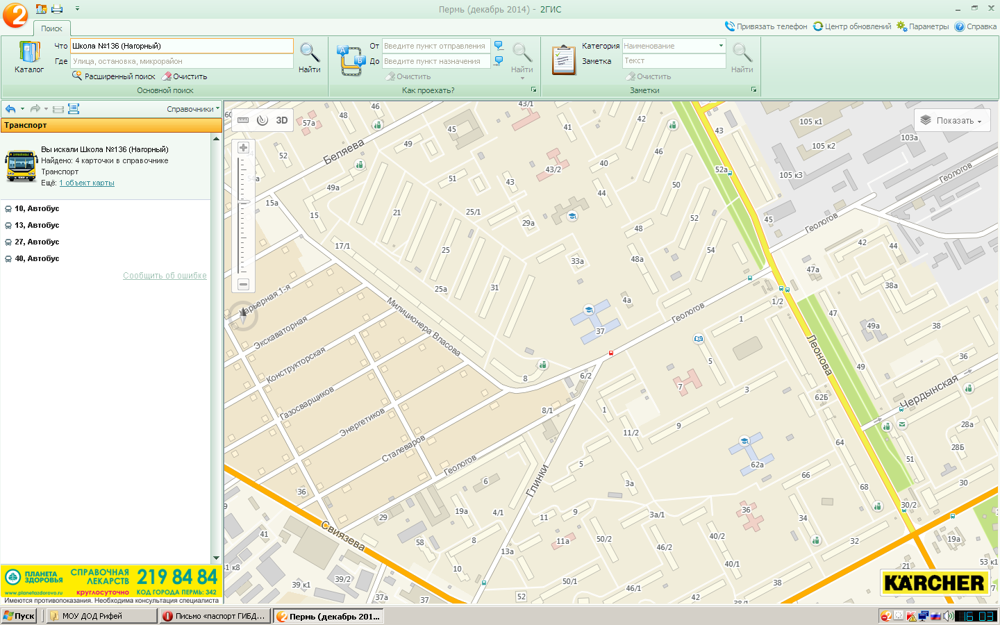 Пермь (декабрь 2014) - 2ГИС
Поиск
Привязать телефон
Центр обновлений
Параметры
Справка
Каталог
Что
Школа №136 (Нагорный)
Где
Улица, остановка, микрорайон
Расширенный поиск
Очистить
Найти
Основной поиск
От
Введите пункт отправления
До
Введите пункт назначения
Очистить
Найти
Как проехать?
Категория
Наименование
Заметка
Текст
Очистить
Найти
Заметки
Справочники
Транспорт
Вы искали Школа №136 (Нагорный)
Найдено: 4 карточки в справочнике
Транспорт
Ещё: 1 объект карты
10, Автобус
13, Автобус
27, Автобус
40, Автобус
Сообщить об ошибке
ПЛАНЕТА
ЗДОРОВЬЯ
www.planetazdorovo.ru
СПРАВОЧНАЯ
ЛЕКАРСТВ
круглосуточно
219 84 84
КОД ГОРОДА ПЕРМЬ: 342
Имеются противопоказания. Необходима консультация специалиста
3D
Показать
60
48
46
57а
45
43/1
41
42
43
105 к1
103а
105 к2
52
Беляева
49
43/2
40
46
52а
105 к3
Геологов
54а
49а
51
43
44
50
15а
15
21
25/1
29а
48
52
45
Геологов
17/1
25
33а
48а
54
42
44
47а
38а
25а
31
4а
Карьерная 1-я
Милиционера Власова
Геологов
1/2
47
Экскаваторная
37
1
49а
38
Леонова
Конструкторская
5
49
36
8
6/2
7
3
62Б
Чердынская
Газосварщиков
8/1
1
9
28а
Энергетиков
11/2
64
28Б
Сталеваров
Геологов
5
62а
51
66
36
6
Глинки
3а
68
30
30/2
29
19а
4/1
11
9
3а/1
36
34
41
Свиязева
58
8
13а
11а
50/2
40/2
32
19а
46/2
21
53 к1
1 к8
39/2
10
40/1
39 к1
37а
37
52
50/1
46/1
38
KÄRCHER
Пуск
МОУ ДОД Рифей
Письмо «паспорт ГИБД...
Пермь (декабрь 201...
16 03